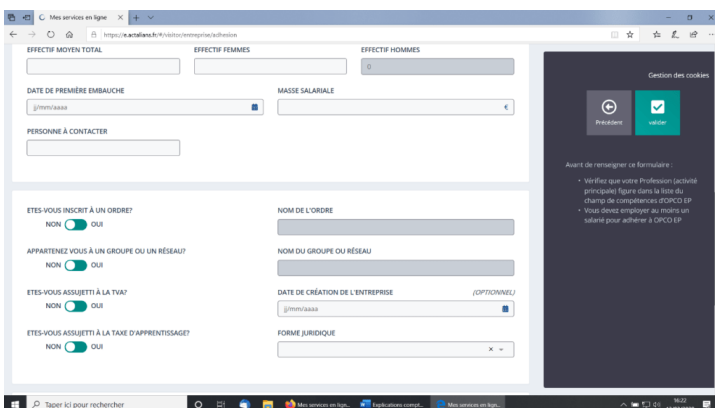 Mes services en ligne
https://e.actalians.fr/#/visitor/entreprise/adhesion
EFFECTIF MOYEN TOTAL
EFFECTIF FEMMES
EFFECTIF HOMMES
0
DATE DE PREMIÈRE EMBAUCHE
MASSE SALARIALE
jj/mm/aaaa
€
PERSONNE À CONTACTER
ETES-VOUS INSCRIT À UN ORDRE?
NOM DE L'ORDRE
NON OUI
APPARTENEZ VOUS À UN GROUPE OU UN RÉSEAU?
NOM DU GROUPE OU RÉSEAU
NON OUI
ETES-VOUS ASSUJETTI À LA TVA?
DATE DE CRÉATION DE L'ENTREPRISE (OPTIONNEL)
NON OUI
jj/mm/aaaa
ETES-VOUS ASSUJETTI À LA TAXE D'APPRENTISSAGE?
FORME JURIDIQUE
NON OUI
Gestion des cookies
Précédent
valider
Avant de renseigner ce formulaire :
• Vérifiez que votre Profession (activité
principale) figure dans la liste du
champ de compétences d'OPCO EP
• Vous devez employer au moins un
salarié pour adhérer à OPCO EP
Taper ici pour rechercher
Mes services en lign...
Explications compt...
Mes services en lign...
16:22